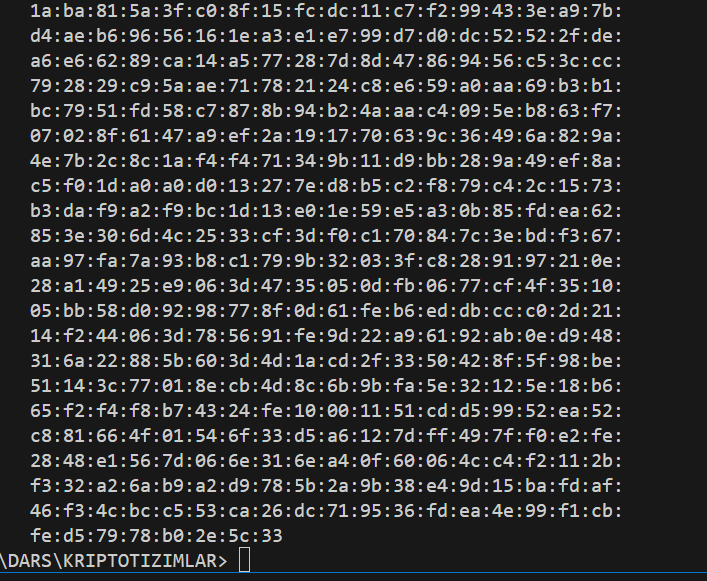 1a:ba:81:5a:3f:c0:8f:15:fc:dc:11:c7:f2:99:43:3e:a9:7b:
d4:ae:b6:96:56:16:1e:a3:e1:e7:99:d7:d0:dc:52:52:2f:de:
a6:e6:62:89:ca:14:a5:77:28:7d:8d:47:86:94:56:c5:3c:cc:
79:28:29:c9:5a:ae:71:78:21:24:c8:e6:59:a0:aa:69:b3:b1:
bc:79:51:fd:58:c7:87:8b:94:b2:4a:aa:c4:09:5e:b8:63:f7:
07:02:8f:61:47:a9:ef:2a:19:17:70:63:9c:36:49:6a:82:9a:
4e:7b:2c:8c:1a:f4:f4:71:34:9b:11:d9:bb:28:9a:49:ef:8a:
c5:f0:1d:a0:a0:d0:13:27:7e:d8:b5:c2:f8:79:c4:2c:15:73:
b3:da:f9:a2:f9:bc:1d:13:e0:1e:59:e5:a3:0b:85:fd:ea:62:
85:3e:30:6d:4c:25:33:cf:3d:f0:c1:70:84:7c:3e:bd:f3:67:
aa:97:fa:7a:93:b8:c1:79:9b:32:03:3f:c8:28:91:97:21:0e:
28:a1:49:25:e9:06:3d:47:35:05:0d:fb:06:77:cf:4f:35:10:
05:bb:58:d0:92:98:77:8f:0d:61:fe:b6:ed:db:cc:c0:2d:21:
14:f2:44:06:3d:78:56:91:fe:9d:22:a9:61:92:ab:0e:d9:48:
31:6a:22:88:5b:60:3d:4d:1a:cd:2f:33:50:42:8f:5f:98:be:
51:14:3c:77:01:8e:cb:4d:8c:6b:9b:fa:5e:32:12:5e:18:b6:
65:f2:f4:f8:b7:43:24:fe:10:00:11:51:cd:d5:99:52:ea:52:
c8:81:66:4f:01:54:6f:33:d5:a6:12:7d:ff:49:7f:f0:e2:fe:
28:48:e1:56:7d:06:6e:31:6e:a4:0f:60:06:4c:c4:f2:11:2b:
f3:32:a2:6a:b9:a2:d9:78:5b:2a:9b:38:e4:9d:15:ba:fd:af:
46:f3:4c:bc:c5:53:ca:26:dc:71:95:36:fd:ea:4e:99:f1:cb:
fe:d5:79:78:b0:2e:5c:33
\DARS\KRIPTOTIZIMLAR>